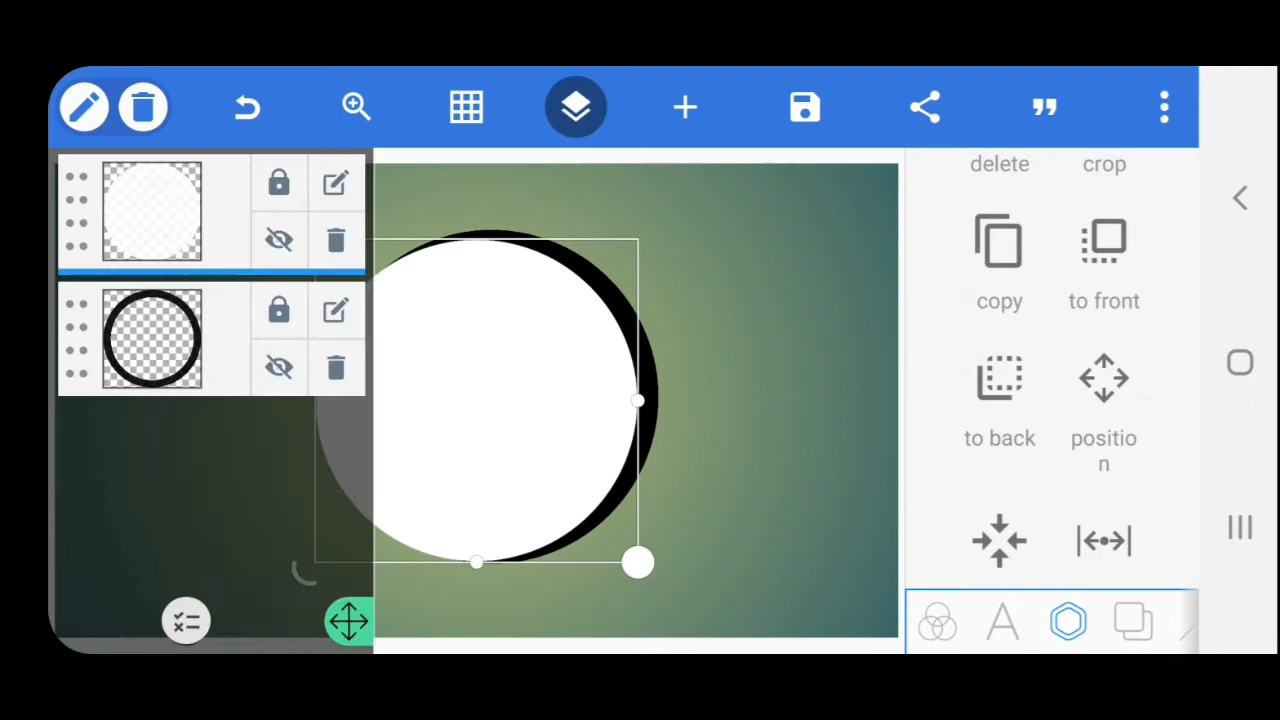 delete
crop
copy
to front
to back
positio
n